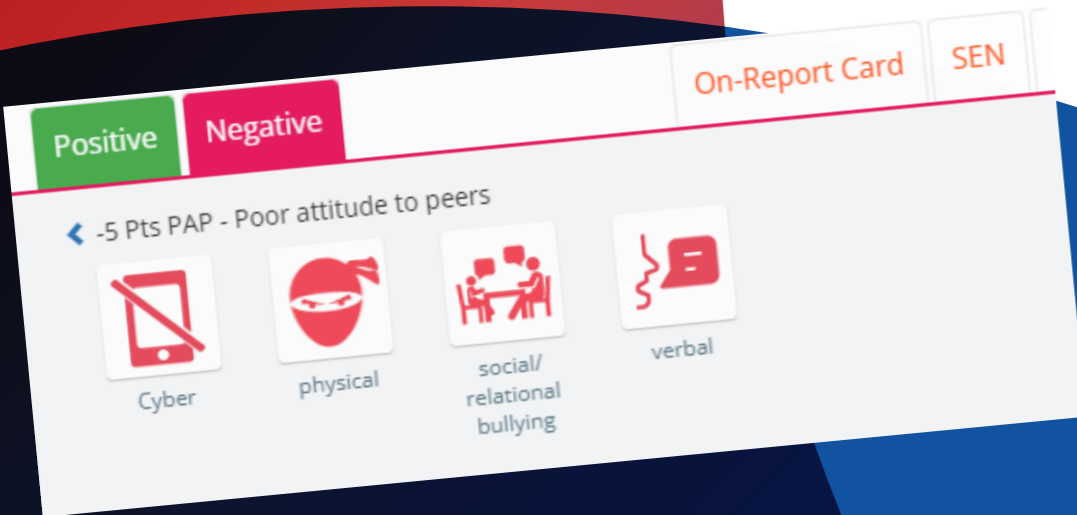 Positive
Negative
On-Report Card
SEN
-5 Pts PAP - Poor attitude to peers
Cyber
physical
social/
relational
bullying
verbal